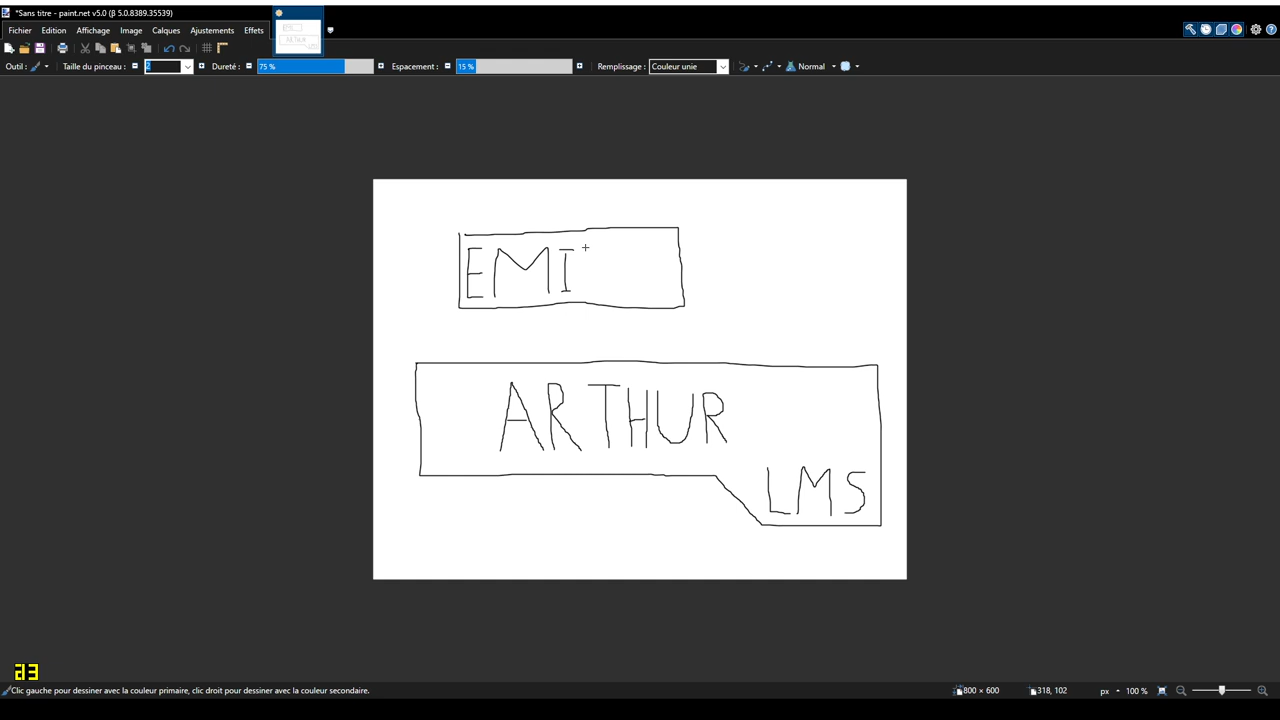 *Sans titre - paint.net v5.0 (β 5.0.8389.35539)
Fichier Edition Affichage Image Calques Ajustements Effets
Outil : Taille du pinceau : 2 Dureté : 75 % Espacement : 15 % Remplissage : Couleur unie Normal
EMI
ARTHUR
LMS
Clic gauche pour dessiner avec la couleur primaire, clic droit pour dessiner avec la couleur secondaire. 800 × 600 318, 102 px 100 %